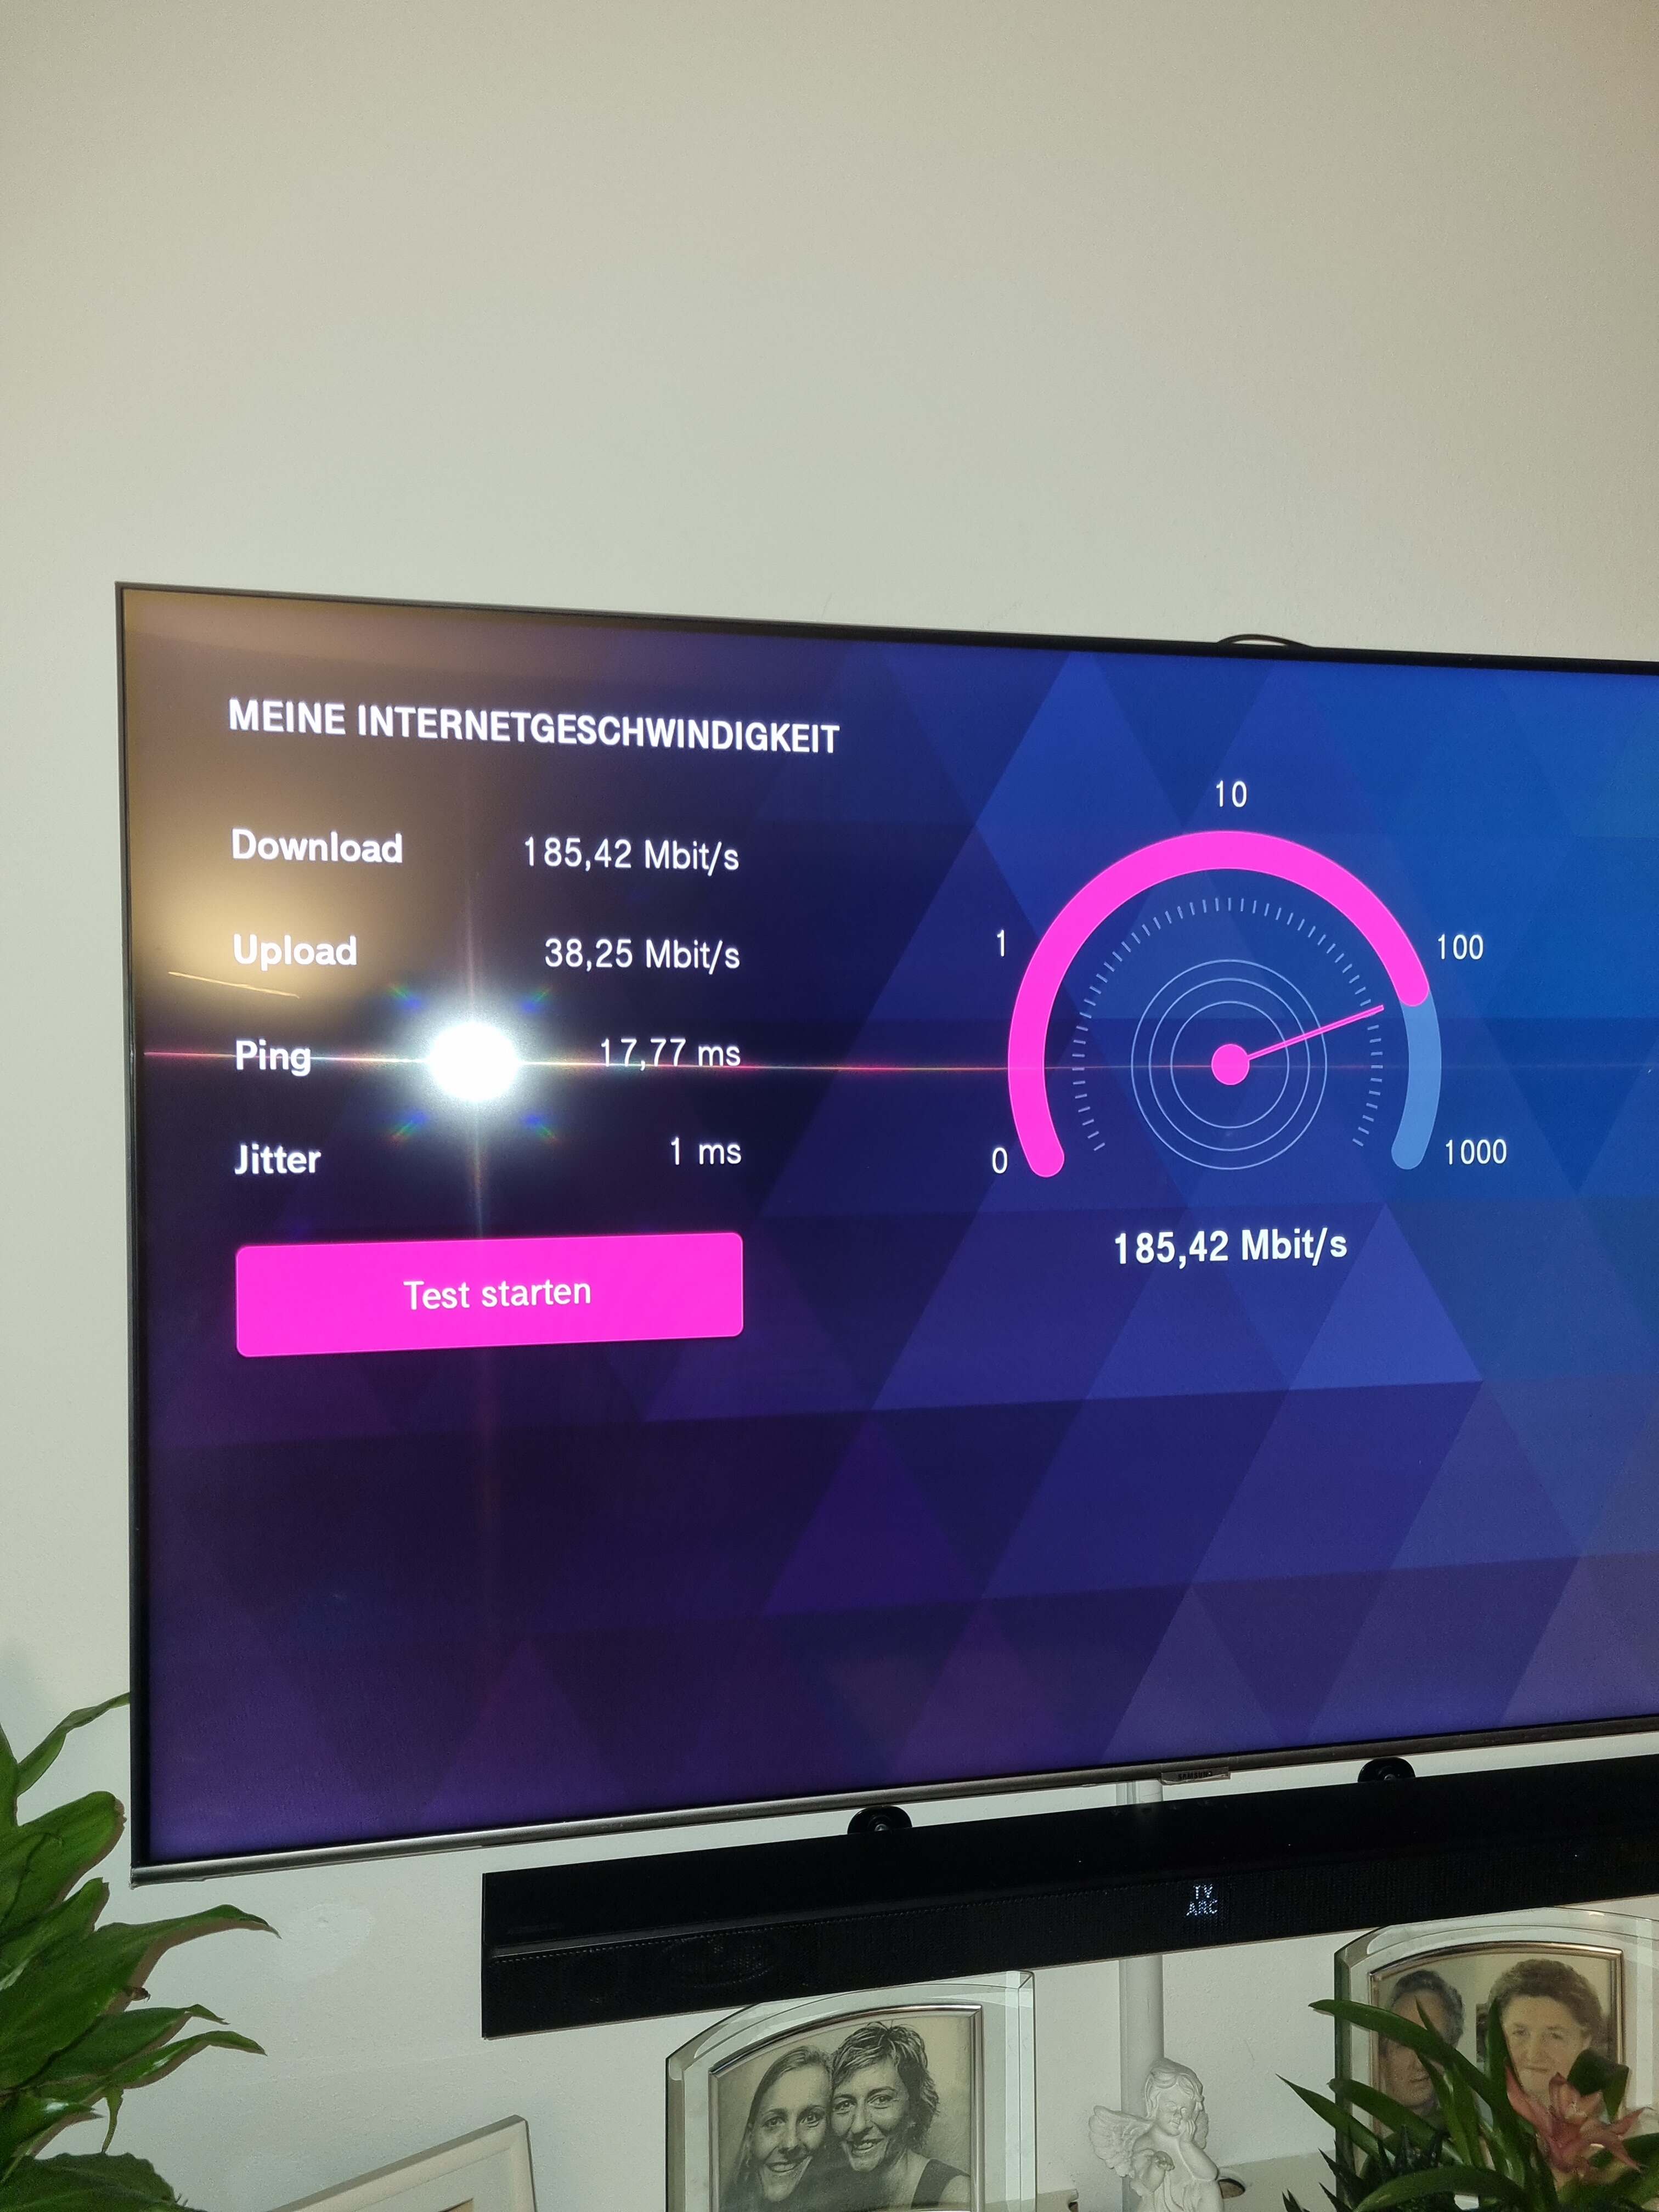 MEINE INTERNETGESCHWINDIGKEIT
Download 185,42 Mbit/s
Upload 38,25 Mbit/s
Ping 17,77 ms
Jitter 1 ms
Test starten
10
1
100
0
1000
185,42 Mbit/s
SAMSUNG
TV
ARC